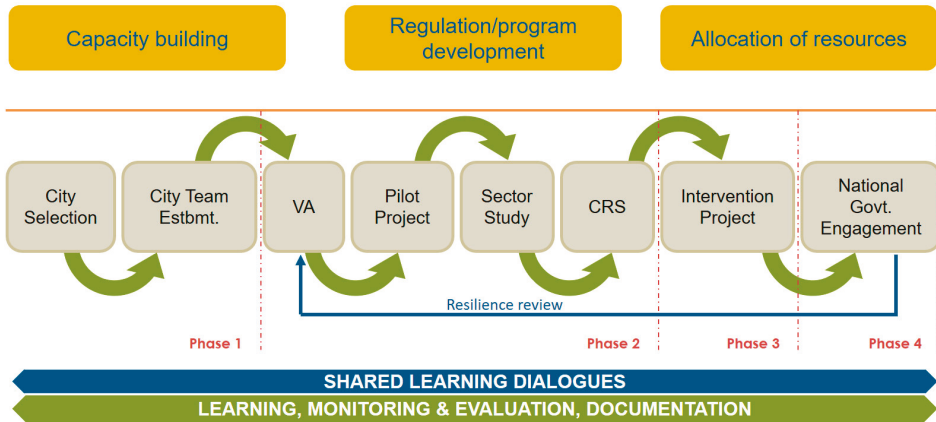 Capacity building
Regulation/program
development
Allocation of resources
City
Selection
City Team
Estbmt.
VA
Pilot
Project
Sector
Study
CRS
Intervention
Project
National
Govt.
Engagement
Resilience review
Phase 1
Phase 2
Phase 3
Phase 4
SHARED LEARNING DIALOGUES
LEARNING, MONITORING & EVALUATION, DOCUMENTATION